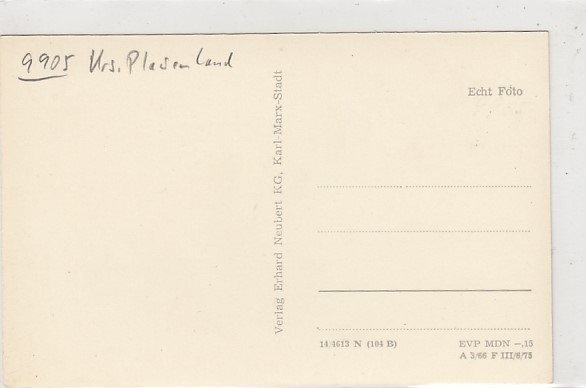 9905 Krs. Plauen Land
Verlag Erhard Neubert KG, Karl-Marx-Stadt
Echt Foto
14/4613 N (104 B)
EVP MDN –,15
A 3/66 F III/6/75